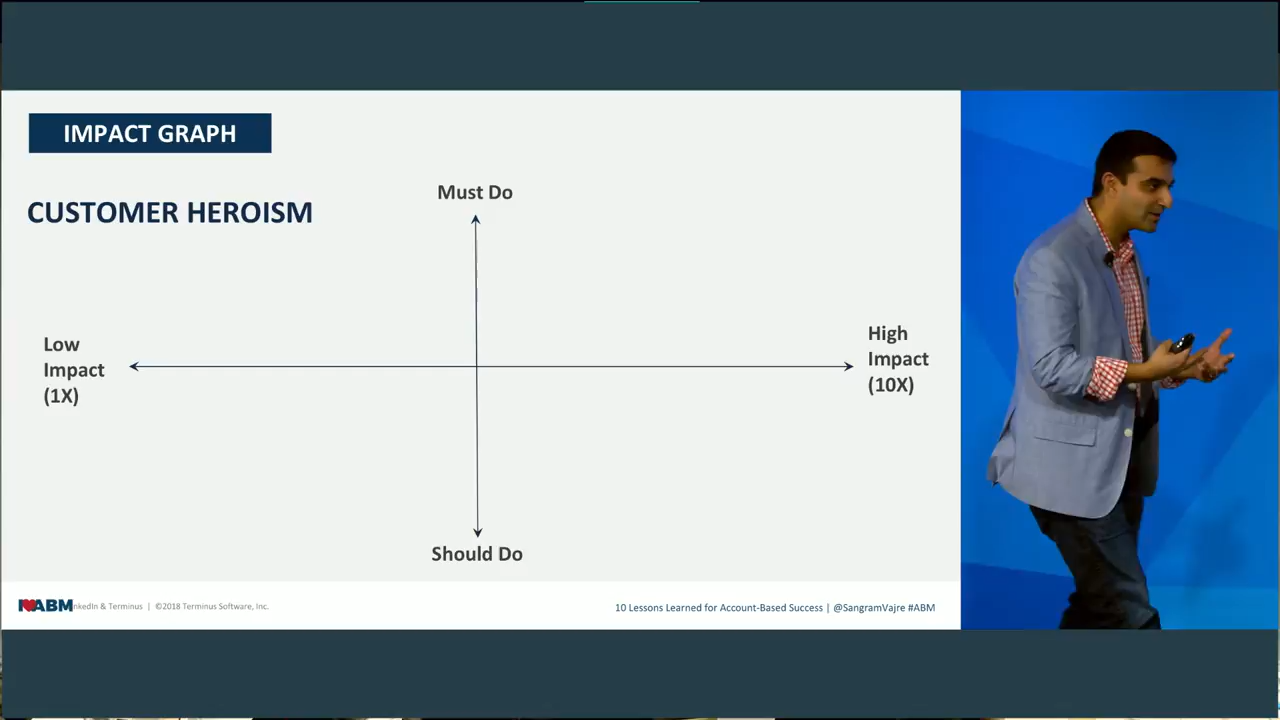 IMPACT GRAPH
CUSTOMER HEROISM
Must Do
Low
Impact
(1X)
High
Impact
(10X)
Should Do
ABM nkedIn & Terminus | ©2018 Terminus Software, Inc.
10 Lessons Learned for Account-Based Success | @SangramVajre #ABM